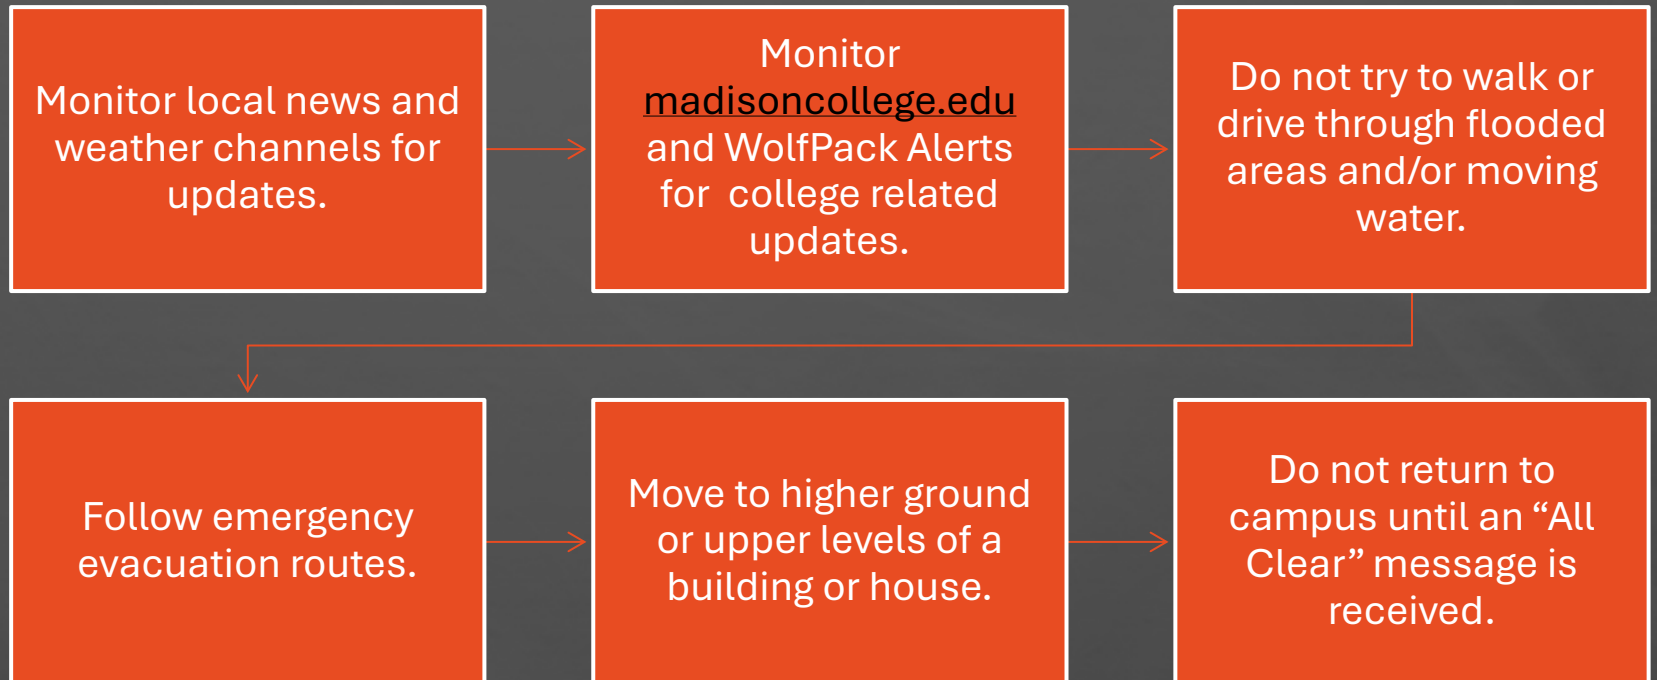 Monitor local news and
weather channels for
updates.
Monitor
madisoncollege.edu
and WolfPack Alerts
for  college related
updates.
Do not try to walk or
drive through flooded
areas and/or moving
water.
Follow emergency
evacuation routes.
Move to higher ground
or upper levels of a
building or house.
Do not return to
campus until an “All
Clear” message is
received.